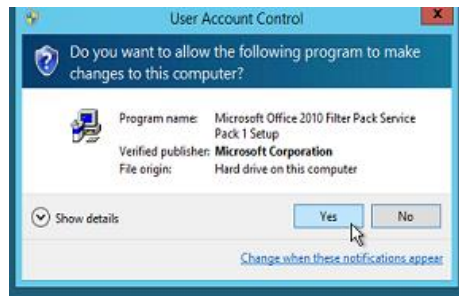 User Account Control
X
Do you want to allow the following program to make
changes to this computer?
Program name: Microsoft Office 2010 Filter Pack Service
Pack 1 Setup
Verified publisher: Microsoft Corporation
File origin: Hard drive on this computer
Show details
Yes
No
Change when these notifications appear